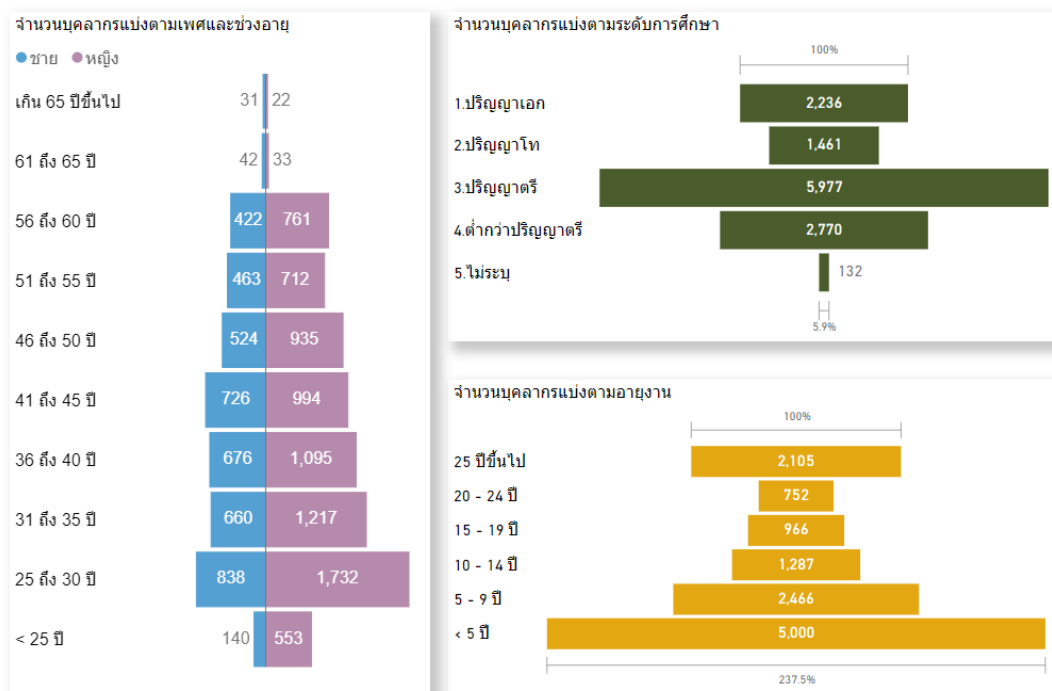 จำนวนบุคลากรแบ่งตามเพศและช่วงอายุ
ชาย หญิง
เกิน 65 ปีขึ้นไป 31 22
61 ถึง 65 ปี 42 33
56 ถึง 60 ปี 422 761
51 ถึง 55 ปี 463 712
46 ถึง 50 ปี 524 935
41 ถึง 45 ปี 726 994
36 ถึง 40 ปี 676 1,095
31 ถึง 35 ปี 660 1,217
25 ถึง 30 ปี 838 1,732
< 25 ปี 140 553
จำนวนบุคลากรแบ่งตามระดับการศึกษา
100%
1.ปริญญาเอก 2,236
2.ปริญญาโท 1,461
3.ปริญญาตรี 5,977
4.ต่ำกว่าปริญญาตรี 2,770
5.ไม่ระบุ 132
5.9%
จำนวนบุคลากรแบ่งตามอายุงาน
100%
25 ปีขึ้นไป 2,105
20 - 24 ปี 752
15 - 19 ปี 966
10 - 14 ปี 1,287
5 - 9 ปี 2,466
< 5 ปี 5,000
237.5%